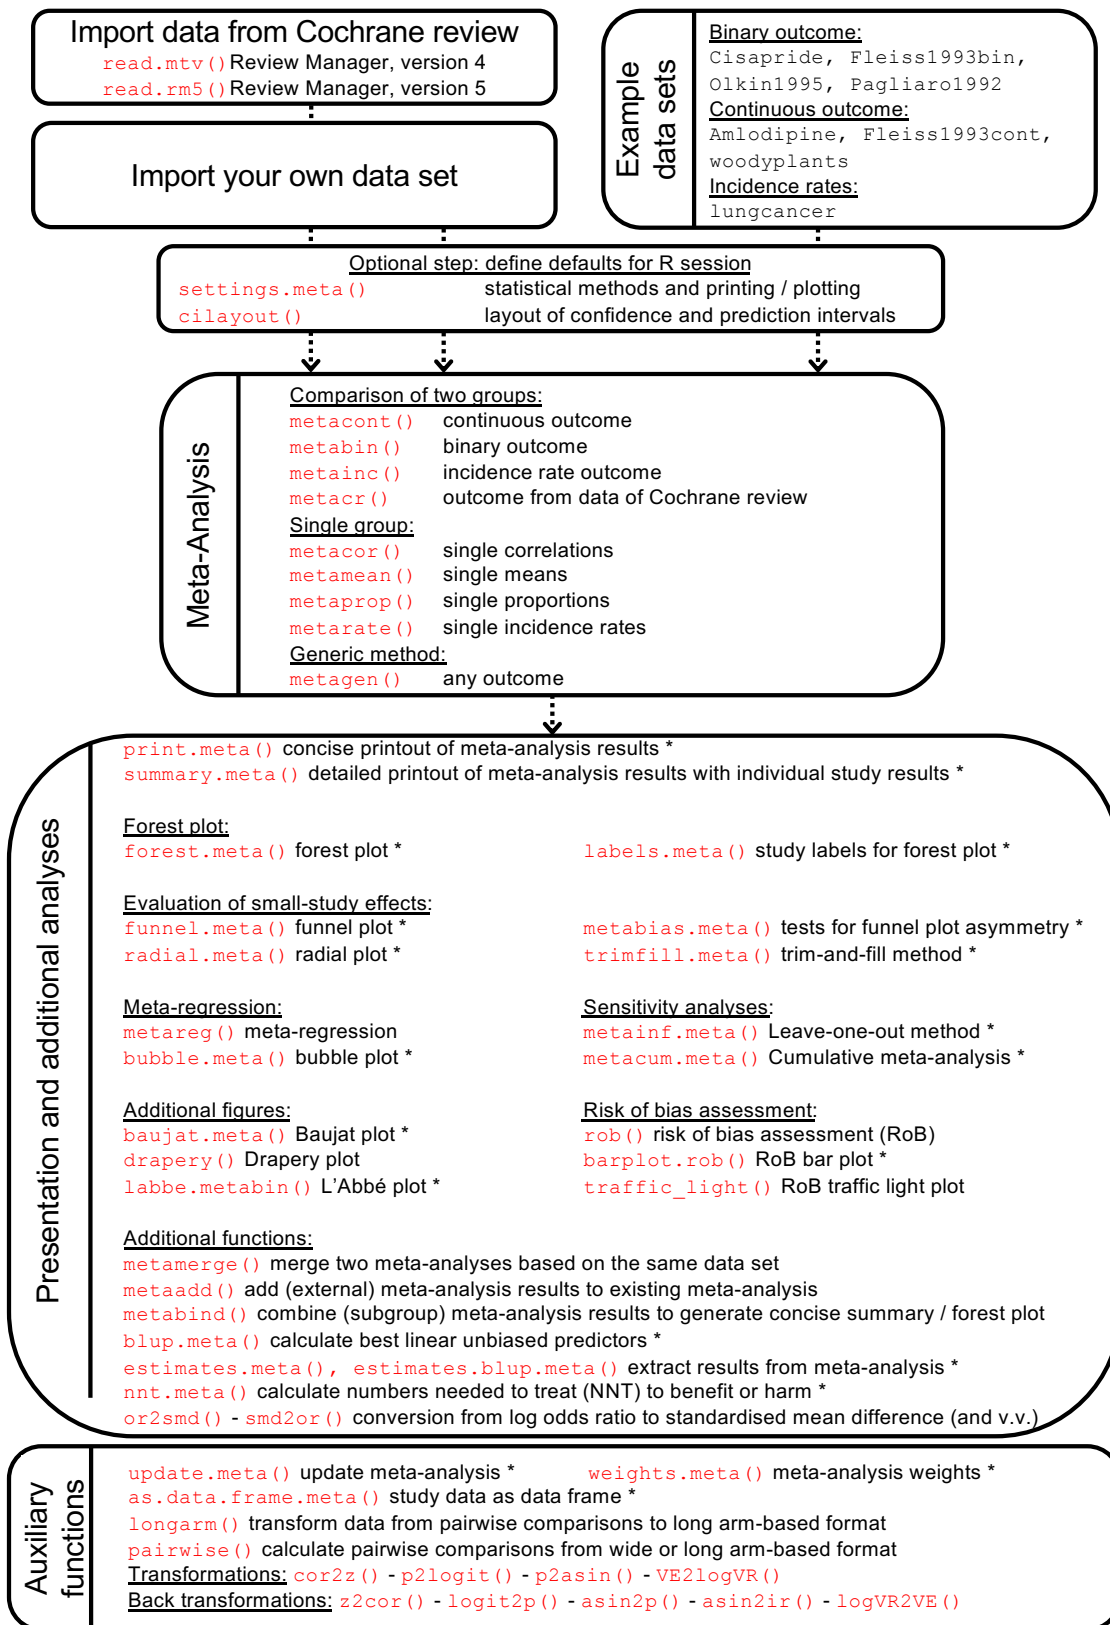 Import data from Cochrane review
read.mtv() Review Manager, version 4
read.rm5() Review Manager, version 5
Import your own data set
Example
data sets
Binary outcome:
Cisapride, Fleiss1993bin,
Olkin1995, Pagliaro1992
Continuous outcome:
Amlodipine, Fleiss1993cont,
woodyplants
Incidence rates:
lungcancer
Optional step: define defaults for R session
settings.meta() statistical methods and printing / plotting
cilayout() layout of confidence and prediction intervals
Meta-Analysis
Comparison of two groups:
metacont() continuous outcome
metabin() binary outcome
metainc() incidence rate outcome
metacr() outcome from data of Cochrane review
Single group:
metacor() single correlations
metamean() single means
metaprop() single proportions
metarate() single incidence rates
Generic method:
metagen() any outcome
Presentation and additional analyses
print.meta() concise printout of meta-analysis results *
summary.meta() detailed printout of meta-analysis results with individual study results *
Forest plot:
forest.meta() forest plot * labels.meta() study labels for forest plot *
Evaluation of small-study effects:
funnel.meta() funnel plot * metabias.meta() tests for funnel plot asymmetry *
radial.meta() radial plot * trimfill.meta() trim-and-fill method *
Meta-regression: Sensitivity analyses:
metareg() meta-regression metainf.meta() Leave-one-out method *
bubble.meta() bubble plot * metacum.meta() Cumulative meta-analysis *
Additional figures: Risk of bias assessment:
baujat.meta() Baujat plot * rob() risk of bias assessment (RoB)
drapery() Drapery plot barplot.rob() RoB bar plot *
labbe.metabin() L'Abbé plot * traffic_light() RoB traffic light plot
Additional functions:
metamerge() merge two meta-analyses based on the same data set
metaadd() add (external) meta-analysis results to existing meta-analysis
metabind() combine (subgroup) meta-analysis results to generate concise summary / forest plot
blup.meta() calculate best linear unbiased predictors *
estimates.meta(), estimates.blup.meta() extract results from meta-analysis *
nnt.meta() calculate numbers needed to treat (NNT) to benefit or harm *
or2smd() - smd2or() conversion from log odds ratio to standardised mean difference (and v.v.)
Auxiliary
functions
update.meta() update meta-analysis * weights.meta() meta-analysis weights *
as.data.frame.meta() study data as data frame *
longarm() transform data from pairwise comparisons to long arm-based format
pairwise() calculate pairwise comparisons from wide or long arm-based format
Transformations: cor2z() - p2logit() - p2asin() - VE2logVR()
Back transformations: z2cor() - logit2p() - asin2p() - asin2ir() - logVR2VE()